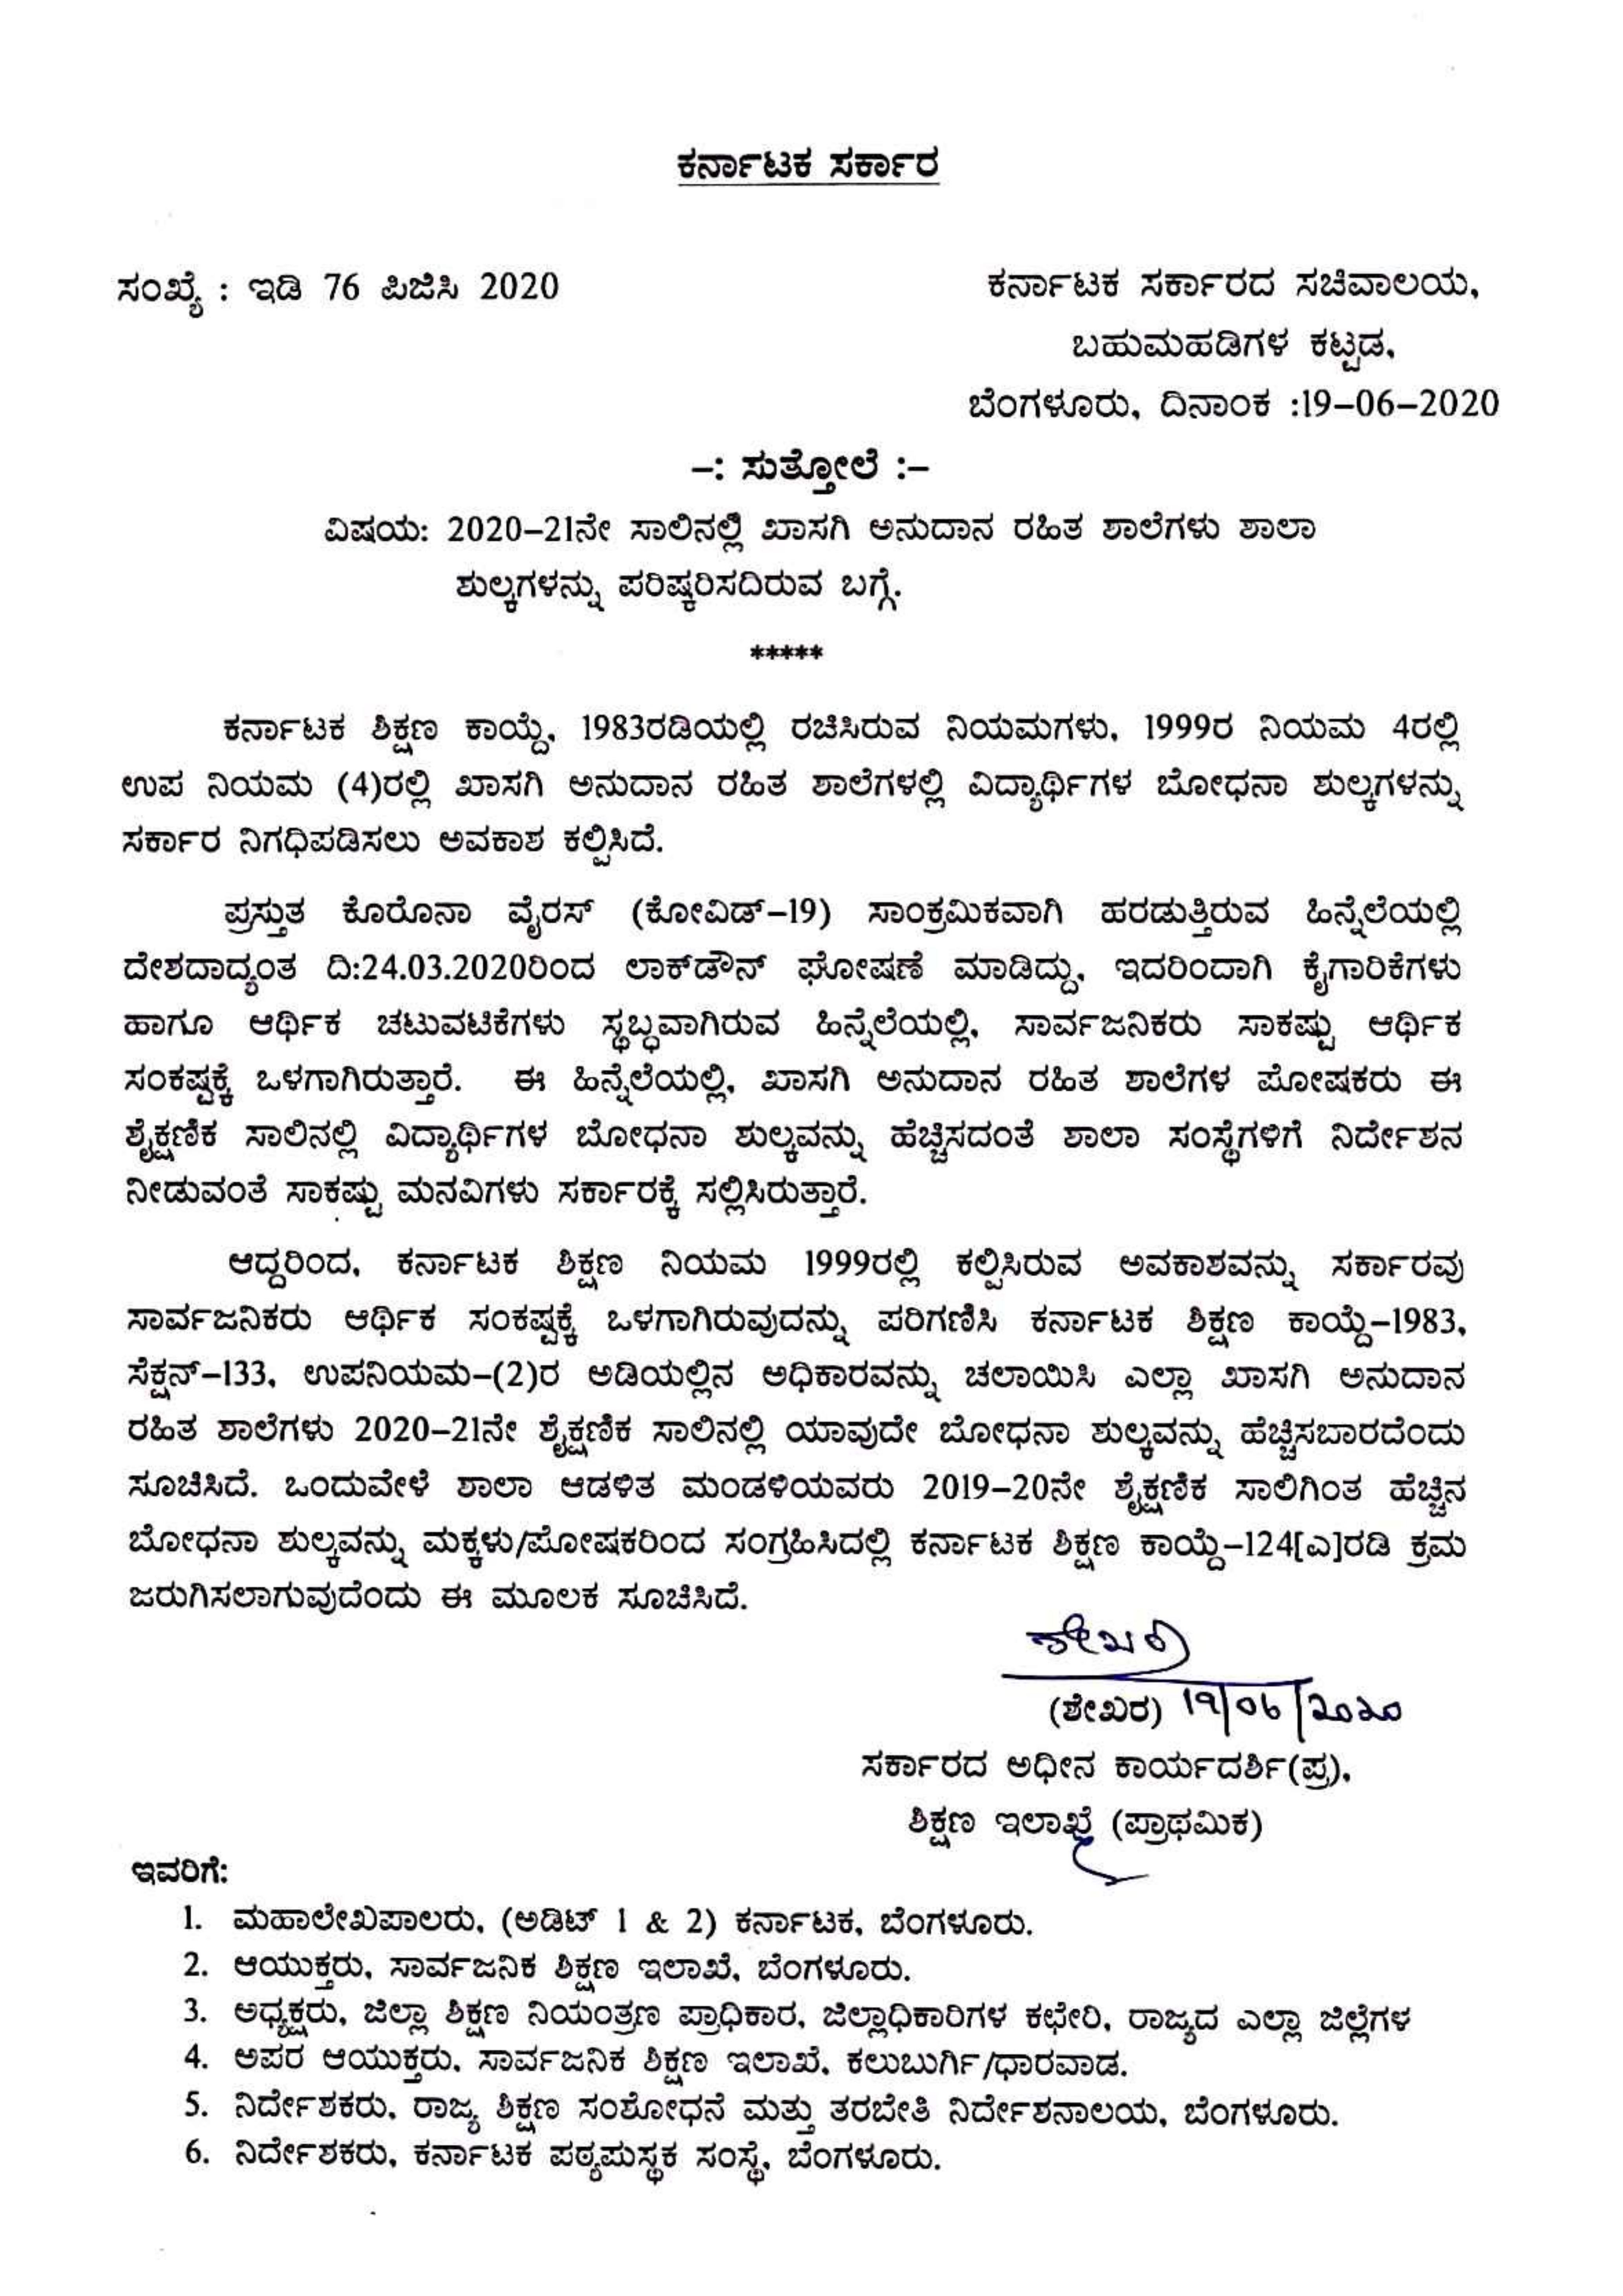 ಕರ್ನಾಟಕ ಸರ್ಕಾರ
ಸಂಖ್ಯೆ : ಇಡಿ 76 ಪಿಜಿಸಿ 2020
ಕರ್ನಾಟಕ ಸರ್ಕಾರದ ಸಚಿವಾಲಯ,
ಬಹುಮಹಡಿಗಳ ಕಟ್ಟಡ,
ಬೆಂಗಳೂರು, ದಿನಾಂಕ :19-06-2020
-: ಸುತ್ತೋಲೆ :-
ವಿಷಯ: 2020-21ನೇ ಸಾಲಿನಲ್ಲಿ ಖಾಸಗಿ ಅನುದಾನ ರಹಿತ ಶಾಲೆಗಳು ಶಾಲಾ
ಶುಲ್ಕಗಳನ್ನು ಪರಿಷ್ಕರಿಸದಿರುವ ಬಗ್ಗೆ.
*****
ಕರ್ನಾಟಕ ಶಿಕ್ಷಣ ಕಾಯ್ದೆ, 1983ರಡಿಯಲ್ಲಿ ರಚಿಸಿರುವ ನಿಯಮಗಳು, 1999ರ ನಿಯಮ 4ರಲ್ಲಿ
ಉಪ ನಿಯಮ (4)ರಲ್ಲಿ ಖಾಸಗಿ ಅನುದಾನ ರಹಿತ ಶಾಲೆಗಳಲ್ಲಿ ವಿದ್ಯಾರ್ಥಿಗಳ ಬೋಧನಾ ಶುಲ್ಕಗಳನ್ನು
ಸರ್ಕಾರ ನಿಗಧಿಪಡಿಸಲು ಅವಕಾಶ ಕಲ್ಪಿಸಿದೆ.
ಪ್ರಸ್ತುತ ಕೊರೊನಾ ವೈರಸ್ (ಕೋವಿಡ್-19) ಸಾಂಕ್ರಮಿಕವಾಗಿ ಹರಡುತ್ತಿರುವ ಹಿನ್ನೆಲೆಯಲ್ಲಿ
ದೇಶದಾದ್ಯಂತ ದಿ:24.03.2020ರಿಂದ ಲಾಕ್‌ಡೌನ್ ಘೋಷಣೆ ಮಾಡಿದ್ದು, ಇದರಿಂದಾಗಿ ಕೈಗಾರಿಕೆಗಳು
ಹಾಗೂ ಆರ್ಥಿಕ ಚಟುವಟಿಕೆಗಳು ಸ್ಥಬ್ಧವಾಗಿರುವ ಹಿನ್ನೆಲೆಯಲ್ಲಿ, ಸಾರ್ವಜನಿಕರು ಸಾಕಷ್ಟು ಆರ್ಥಿಕ
ಸಂಕಷ್ಟಕ್ಕೆ ಒಳಗಾಗಿರುತ್ತಾರೆ. ಈ ಹಿನ್ನೆಲೆಯಲ್ಲಿ, ಖಾಸಗಿ ಅನುದಾನ ರಹಿತ ಶಾಲೆಗಳ ಪೋಷಕರು ಈ
ಶೈಕ್ಷಣಿಕ ಸಾಲಿನಲ್ಲಿ ವಿದ್ಯಾರ್ಥಿಗಳ ಬೋಧನಾ ಶುಲ್ಕವನ್ನು ಹೆಚ್ಚಿಸದಂತೆ ಶಾಲಾ ಸಂಸ್ಥೆಗಳಿಗೆ ನಿರ್ದೇಶನ
ನೀಡುವಂತೆ ಸಾಕಷ್ಟು ಮನವಿಗಳು ಸರ್ಕಾರಕ್ಕೆ ಸಲ್ಲಿಸಿರುತ್ತಾರೆ.
ಆದ್ದರಿಂದ, ಕರ್ನಾಟಕ ಶಿಕ್ಷಣ ನಿಯಮ 1999ರಲ್ಲಿ ಕಲ್ಪಿಸಿರುವ ಅವಕಾಶವನ್ನು ಸರ್ಕಾರವು
ಸಾರ್ವಜನಿಕರು ಆರ್ಥಿಕ ಸಂಕಷ್ಟಕ್ಕೆ ಒಳಗಾಗಿರುವುದನ್ನು ಪರಿಗಣಿಸಿ ಕರ್ನಾಟಕ ಶಿಕ್ಷಣ ಕಾಯ್ದೆ-1983,
ಸೆಕ್ಷನ್-133, ಉಪನಿಯಮ-(2)ರ ಅಡಿಯಲ್ಲಿನ ಅಧಿಕಾರವನ್ನು ಚಲಾಯಿಸಿ ಎಲ್ಲಾ ಖಾಸಗಿ ಅನುದಾನ
ರಹಿತ ಶಾಲೆಗಳು 2020-21ನೇ ಶೈಕ್ಷಣಿಕ ಸಾಲಿನಲ್ಲಿ ಯಾವುದೇ ಬೋಧನಾ ಶುಲ್ಕವನ್ನು ಹೆಚ್ಚಿಸಬಾರದೆಂದು
ಸೂಚಿಸಿದೆ. ಒಂದುವೇಳೆ ಶಾಲಾ ಆಡಳಿತ ಮಂಡಳಿಯವರು 2019-20ನೇ ಶೈಕ್ಷಣಿಕ ಸಾಲಿಗಿಂತ ಹೆಚ್ಚಿನ
ಬೋಧನಾ ಶುಲ್ಕವನ್ನು ಮಕ್ಕಳು/ಪೋಷಕರಿಂದ ಸಂಗ್ರಹಿಸಿದಲ್ಲಿ ಕರ್ನಾಟಕ ಶಿಕ್ಷಣ ಕಾಯ್ದೆ-124[ಎ]ರಡಿ ಕ್ರಮ
ಜರುಗಿಸಲಾಗುವುದೆಂದು ಈ ಮೂಲಕ ಸೂಚಿಸಿದೆ.
ಶೇಖರ
(ಶೇಖರ) 19/06/2020
ಸರ್ಕಾರದ ಅಧೀನ ಕಾರ್ಯದರ್ಶಿ(ಪ್ರ),
ಶಿಕ್ಷಣ ಇಲಾಖೆ (ಪ್ರಾಥಮಿಕ)
ಇವರಿಗೆ:
1. ಮಹಾಲೇಖಪಾಲರು, (ಅಡಿಟ್ 1 & 2) ಕರ್ನಾಟಕ, ಬೆಂಗಳೂರು.
2. ಆಯುಕ್ತರು, ಸಾರ್ವಜನಿಕ ಶಿಕ್ಷಣ ಇಲಾಖೆ, ಬೆಂಗಳೂರು.
3. ಅಧ್ಯಕ್ಷರು, ಜಿಲ್ಲಾ ಶಿಕ್ಷಣ ನಿಯಂತ್ರಣ ಪ್ರಾಧಿಕಾರ, ಜಿಲ್ಲಾಧಿಕಾರಿಗಳ ಕಛೇರಿ, ರಾಜ್ಯದ ಎಲ್ಲಾ ಜಿಲ್ಲೆಗಳ
4. ಅಪರ ಆಯುಕ್ತರು, ಸಾರ್ವಜನಿಕ ಶಿಕ್ಷಣ ಇಲಾಖೆ, ಕಲುಬುರ್ಗಿ/ಧಾರವಾಡ.
5. ನಿರ್ದೇಶಕರು, ರಾಜ್ಯ ಶಿಕ್ಷಣ ಸಂಶೋಧನೆ ಮತ್ತು ತರಬೇತಿ ನಿರ್ದೇಶನಾಲಯ, ಬೆಂಗಳೂರು.
6. ನಿರ್ದೇಶಕರು, ಕರ್ನಾಟಕ ಪಠ್ಯಪುಸ್ಥಕ ಸಂಸ್ಥೆ, ಬೆಂಗಳೂರು.